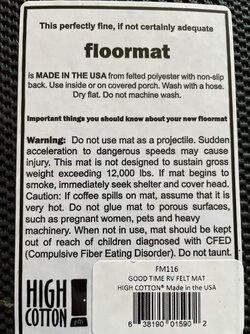 This perfectly fine, if not certainly adequate
floormat
is MADE IN THE USA from felted polyester with non-slip
back. Use inside or on covered porch. Wash with a hose.
Dry flat. Do not machine wash.
Important things you should know about your new floormat
Warning: Do not use mat as a projectile. Sudden
acceleration to dangerous speeds may cause
injury. This mat is not designed to sustain gross
weight exceeding 12,000 lbs. If mat begins to
smoke, immediately seek shelter and cover head.
Caution: If coffee spills on mat, assume that it is
very hot. Do not glue mat to porous surfaces,
such as pregnant women, pets and heavy
machinery. When not in use, mat should be kept
out of reach of children diagnosed with CFED
(Compulsive Fiber Eating Disorder). Do not taunt.
HIGH
COTTON
FM116
GOOD TIME RV FELT MAT
HIGH COTTON® Made in the USA
6 38190 01590 2